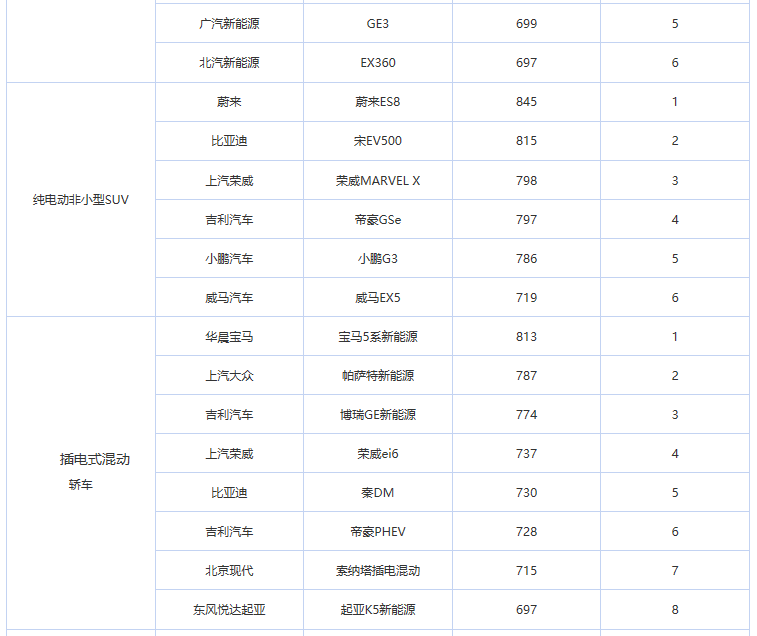 广汽新能源 GE3 699 5
北汽新能源 EX360 697 6
纯电动非小型SUV
蔚来 蔚来ES8 845 1
比亚迪 宋EV500 815 2
上汽荣威 荣威MARVEL X 798 3
吉利汽车 帝豪GSe 797 4
小鹏汽车 小鹏G3 786 5
威马汽车 威马EX5 719 6
插电式混动
轿车
华晨宝马 宝马5系新能源 813 1
上汽大众 帕萨特新能源 787 2
吉利汽车 博瑞GE新能源 774 3
上汽荣威 荣威ei6 737 4
比亚迪 秦DM 730 5
吉利汽车 帝豪PHEV 728 6
北京现代 索纳塔插电混动 715 7
东风悦达起亚 起亚K5新能源 697 8